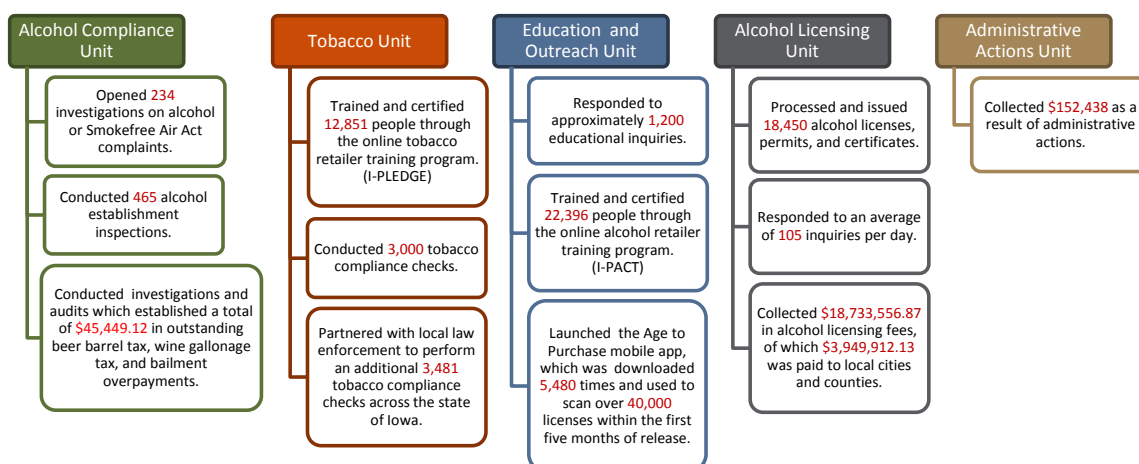 Alcohol Compliance
Unit
Opened 234
investigations on alcohol
or Smokefree Air Act
complaints.
Conducted 465 alcohol
establishment
inspections.
Conducted investigations and
audits which established a total
of $45,449.12 in outstanding
beer barrel tax, wine gallonage
tax, and bailment
overpayments.
Tobacco Unit
Trained and certified
12,851 people through
the online tobacco
retailer training program.
(I-PLEDGE)
Conducted 3,000 tobacco
compliance checks.
Partnered with local law
enforcement to perform
an additional 3,481
tobacco compliance
checks across the state
of Iowa.
Education and
Outreach Unit
Responded to
approximately 1,200
educational inquiries.
Trained and certified
22,396 people through
the online alcohol retailer
training program.
(I-PACT)
Launched the Age to
Purchase mobile app,
which was downloaded
5,480 times and used to
scan over 40,000
licenses within the first
five months of release.
Alcohol Licensing
Unit
Processed and issued
18,450 alcohol licenses,
permits, and certificates.
Responded to an average
of 105 inquiries per day.
Collected $18,733,556.87
in alcohol licensing fees,
of which $3,949,912.13
was paid to local cities
and counties.
Administrative
Actions Unit
Collected $152,438 as a
result of administrative
actions.